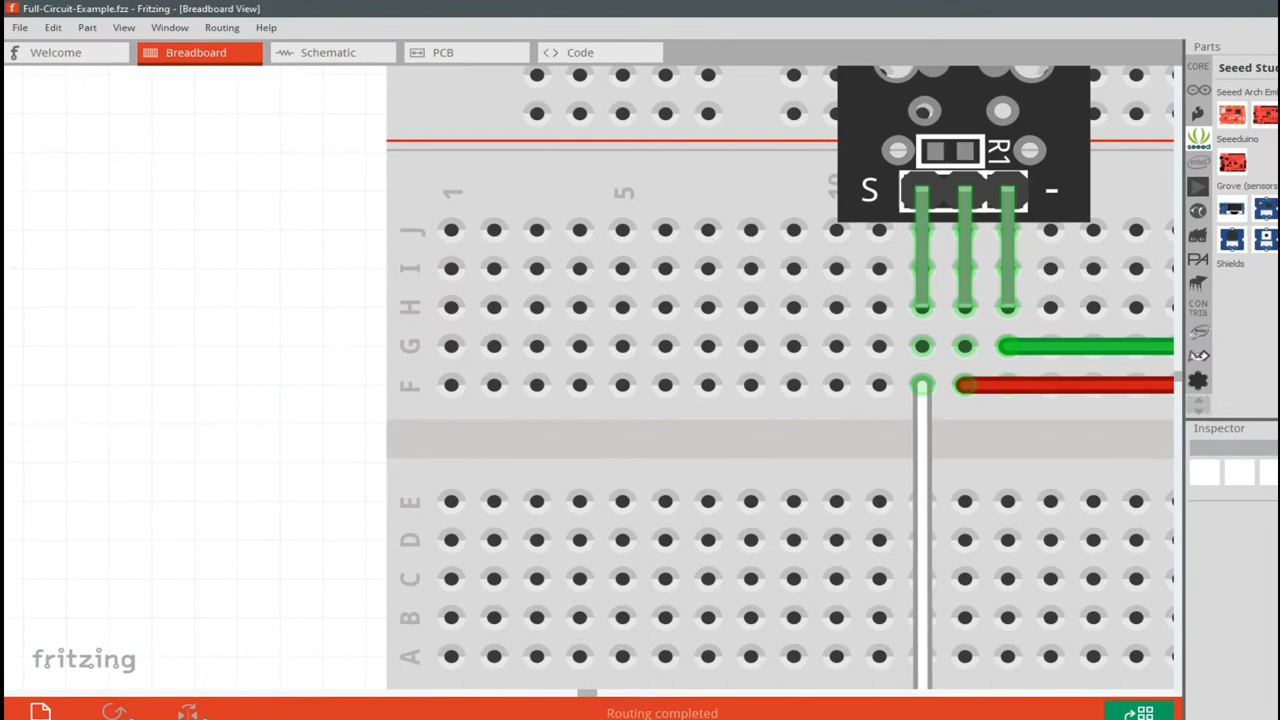 Full-Circuit-Example.fzz - Fritzing - [Breadboard View]
File Edit Part View Window Routing Help
Welcome Breadboard Schematic PCB Code
Parts
CORE
Seeed Stu
Seeed Arch Em
Seeeduino
Grove (sensors
Shields
CON
TRIB
Inspector
R1
S -
1 5 10
J
I
H
G
F
E
D
C
B
A
fritzing
Routing completed